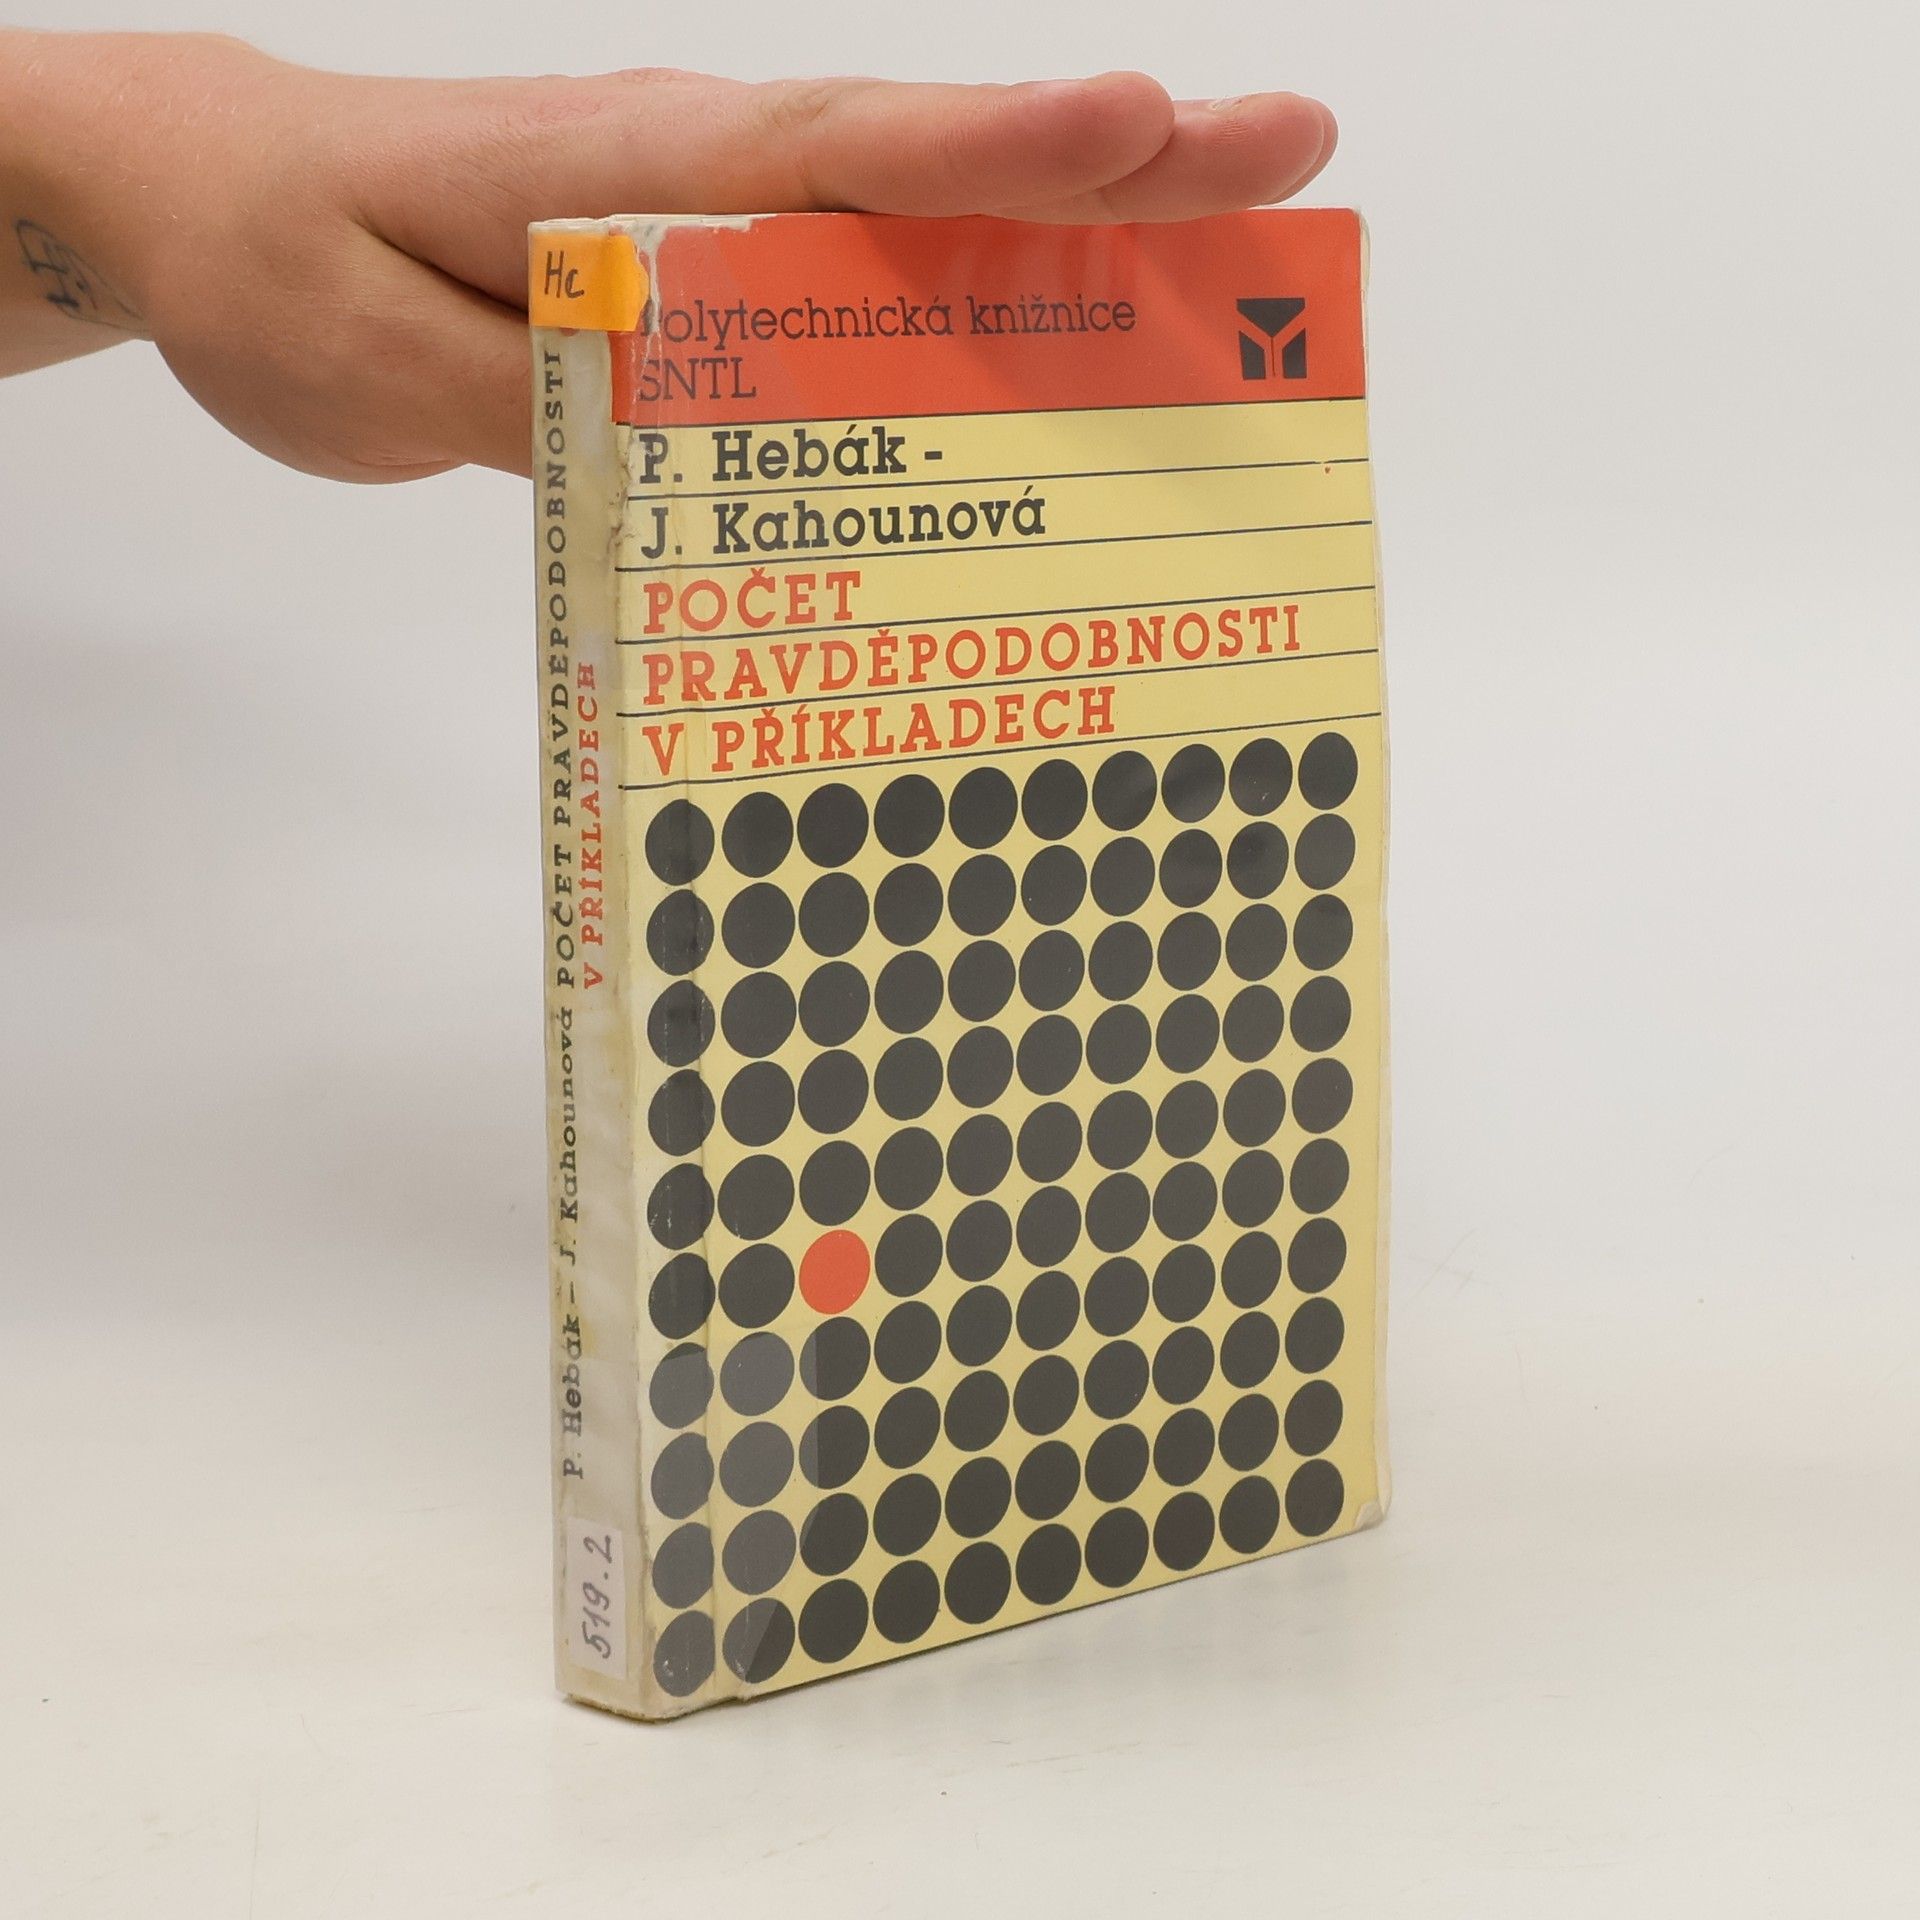 Hc
P. Hebák – J. Kahounová POČET PRAVDĚPODOBNOSTI
V PŘÍKLADECH
519.2
Polytechnická knižnice
SNTL
P. Hebák -
J. Kahounová
POČET
PRAVDĚPODOBNOSTI
V PŘÍKLADECH